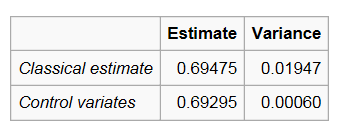 Estimate Variance
Classical estimate 0.69475 0.01947
Control variates 0.69295 0.00060